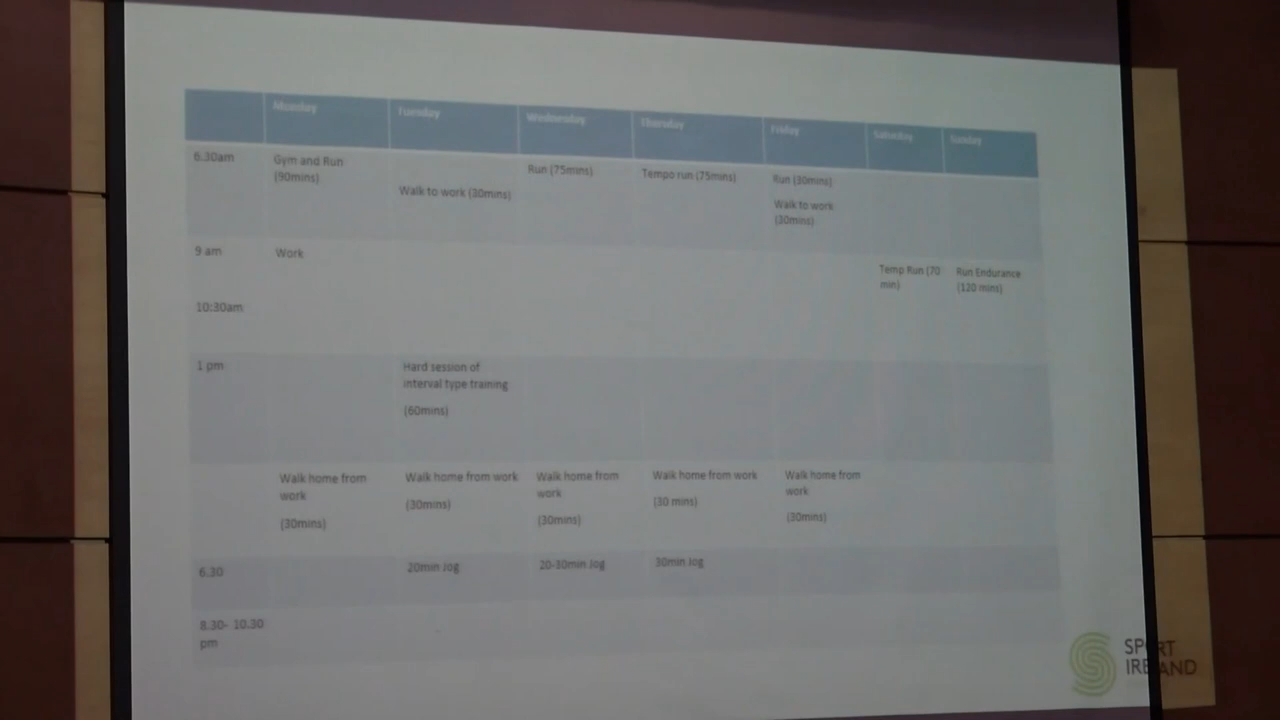 Monday Tuesday Wednesday Thursday Friday Saturday Sunday
6.30am
Gym and Run
(90mins)
Walk to work (30mins)
Run (75mins)
Tempo run (75mins)
Run (30mins)
Walk to work
(30mins)
9 am
Work
Temp Run (70
min)
Run Endurance
(120 mins)
10:30am
1 pm
Hard session of
interval type training
(60mins)
Walk home from
work
(30mins)
Walk home from work
(30mins)
Walk home from
work
(30mins)
Walk home from work
(30 mins)
Walk home from
work
(30mins)
6.30
20min Jog
20-30min Jog
30min Jog
8.30- 10.30
pm
SPORT
IRELAND